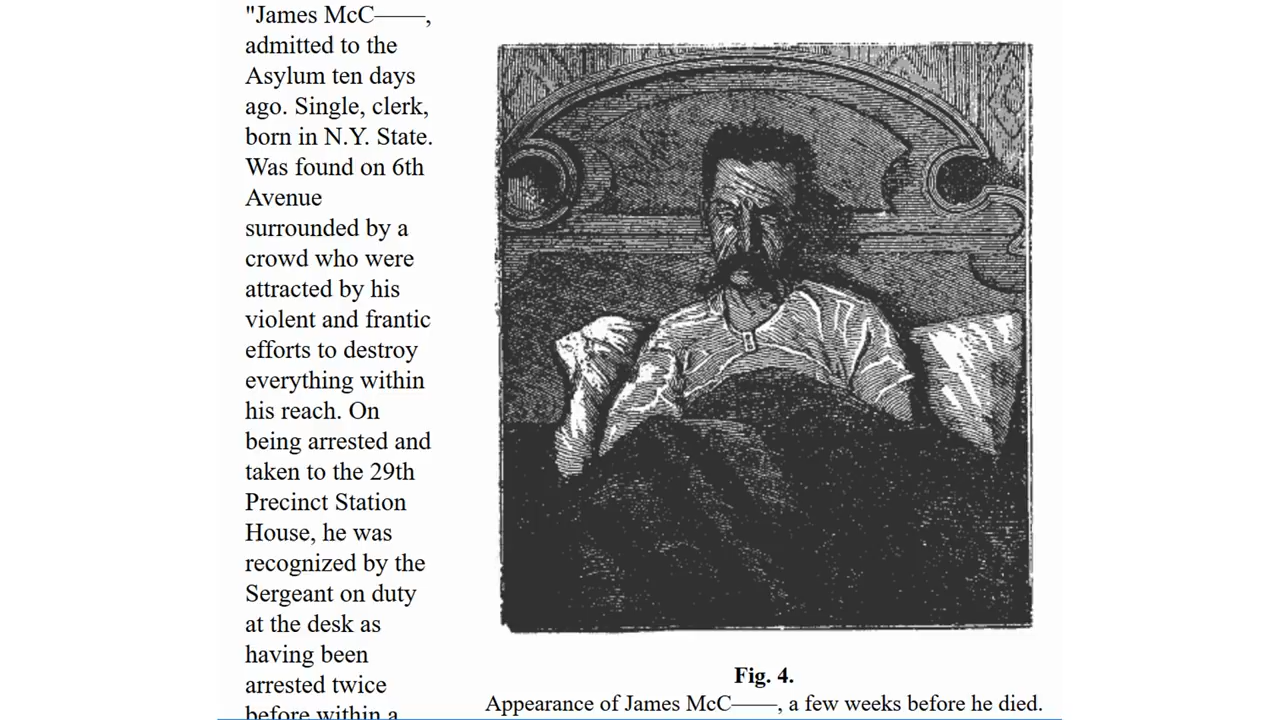 "James McC——,
admitted to the
Asylum ten days
ago. Single, clerk,
born in N.Y. State.
Was found on 6th
Avenue
surrounded by a
crowd who were
attracted by his
violent and frantic
efforts to destroy
everything within
his reach. On
being arrested and
taken to the 29th
Precinct Station
House, he was
recognized by the
Sergeant on duty
at the desk as
having been
arrested twice
before within a
Fig. 4.
Appearance of James McC——, a few weeks before he died.